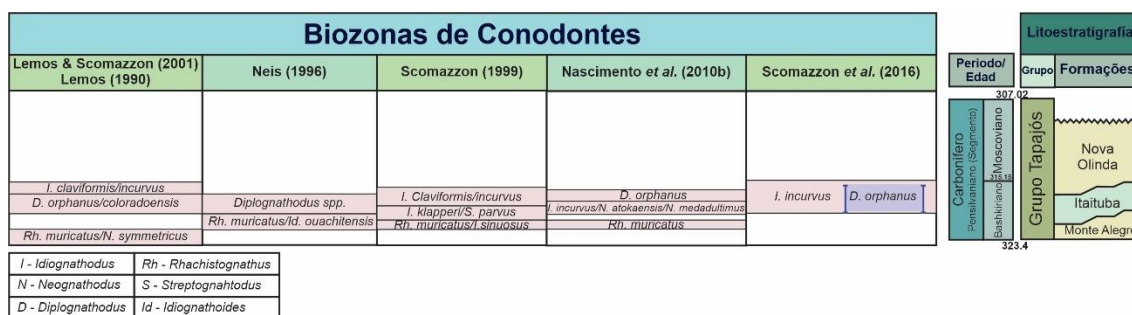 Biozonas de Conodontes
Lemos & Scomazzon (2001)
Lemos (1990)
Neis (1996)
Scomazzon (1999)
Nascimento et al. (2010b)
Scomazzon et al. (2016)
I. claviformis/incurvus
D. orphanus/coloradoensis
Rh. muricatus/N. symmetricus
Diplognathodus spp.
Rh. muricatus/Id. ouachitensis
I. Claviformis/incurvus
I. klapperi/S. parvus
Rh. muricatus/I.sinuosus
D. orphanus
I. incurvus/N. atokaensis/N. medadultimus
Rh. muricatus
I. incurvus
D. orphanus
Periodo/
Edad
307.02
Carbonífero
Pensilvaniano (Segmento)
Moscoviano
315.15
Bashkiriano
323.4
Litoestratigrafía
Grupo
Formações
Grupo Tapajós
Nova
Olinda
Itaituba
Monte Alegre
I - Idiognathodus
Rh - Rhachistognathus
N - Neognathodus
S - Streptognahtodus
D - Diplognathodus
Id - Idiognathoides